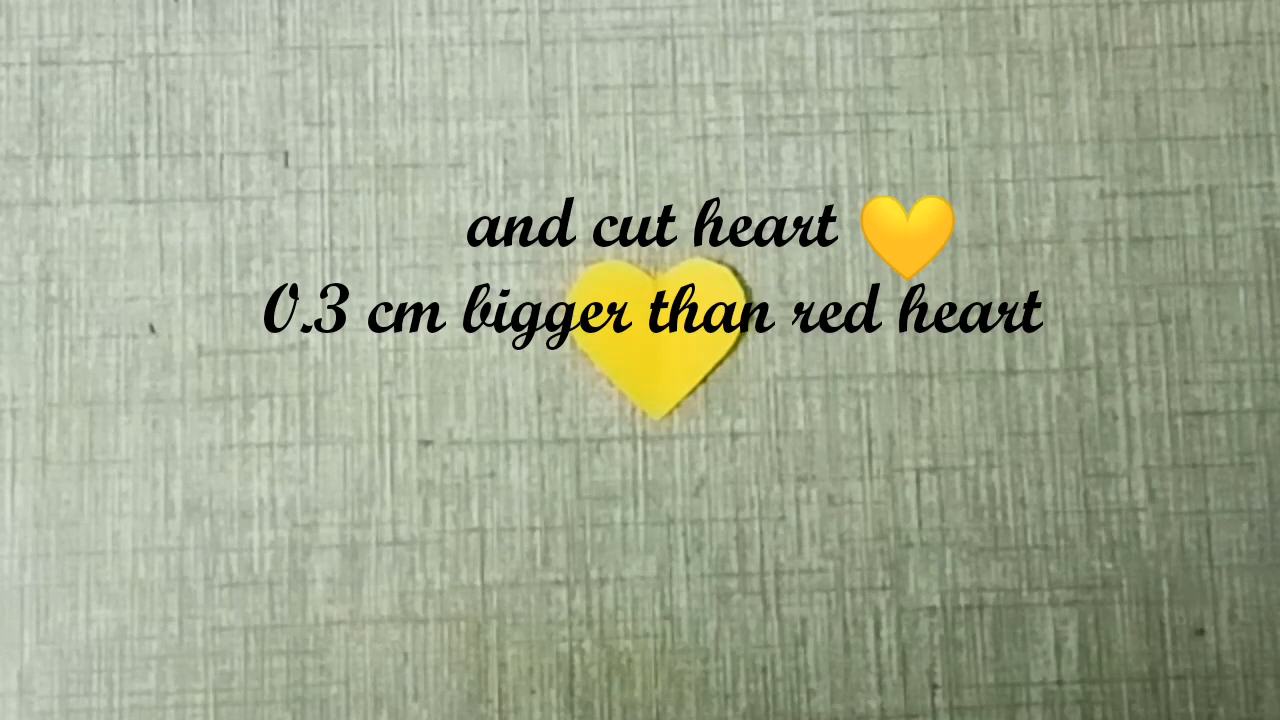 and cut heart 💛
0.3 cm bigger than red heart